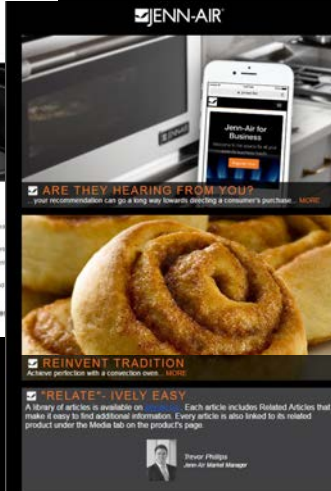 JENN-AIR
Jenn-Air for
Business
ARE THEY HEARING FROM YOU?
...your recommendation can go a long way towards directing a consumer's purchase... MORE
REINVENT TRADITION
Achieve perfection with a convection oven... MORE
"RELATE"- IVELY EASY
A library of articles is available on Each article includes Related Articles that
make it easy to find additional information. Every article is also linked to its related
product under the Media tab on the product's page.
Trevor Phillips
Jenn-Air Market Manager